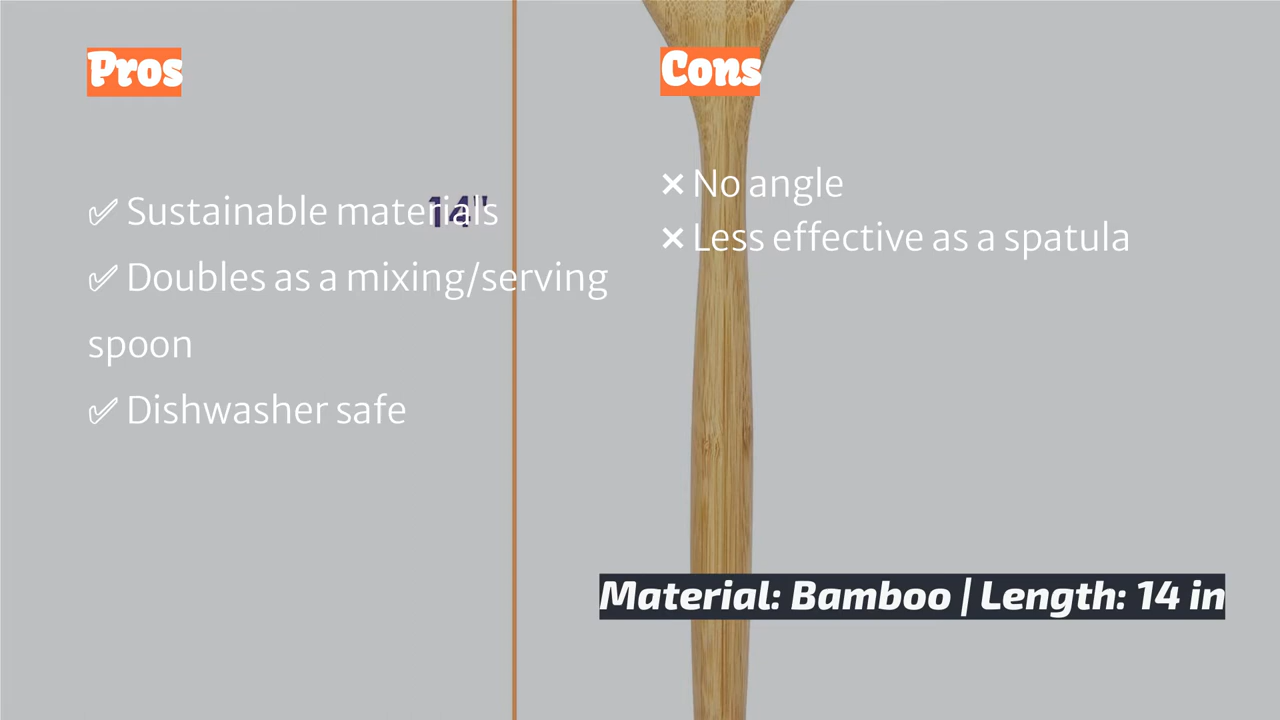 Pros
✅ Sustainable materials
14"
✅ Doubles as a mixing/serving
spoon
✅ Dishwasher safe
Cons
❌ No angle
❌ Less effective as a spatula
Material: Bamboo | Length: 14 in